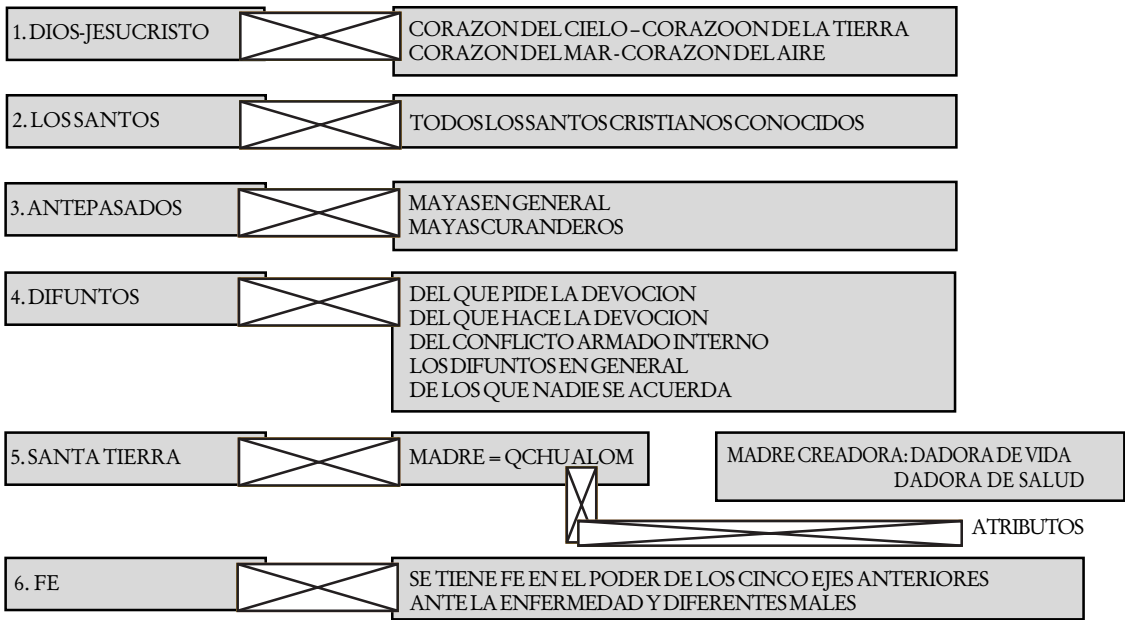 1. DIOS-JESUCRISTO
CORAZON DEL CIELO – CORAZOON DE LA TIERRA
CORAZON DEL MAR - CORAZON DEL AIRE
2. LOS SANTOS
TODOS LOS SANTOS CRISTIANOS CONOCIDOS
3. ANTEPASADOS
MAYAS EN GENERAL
MAYAS CURANDEROS
4. DIFUNTOS
DEL QUE PIDE LA DEVOCION
DEL QUE HACE LA DEVOCION
DEL CONFLICTO ARMADO INTERNO
LOS DIFUNTOS EN GENERAL
DE LOS QUE NADIE SE ACUERDA
5. SANTA TIERRA
MADRE = QCHUALOM
MADRE CREADORA: DADORA DE VIDA
DADORA DE SALUD
ATRIBUTOS
6. FE
SE TIENE FE EN EL PODER DE LOS CINCO EJES ANTERIORES
ANTE LA ENFERMEDAD Y DIFERENTES MALES